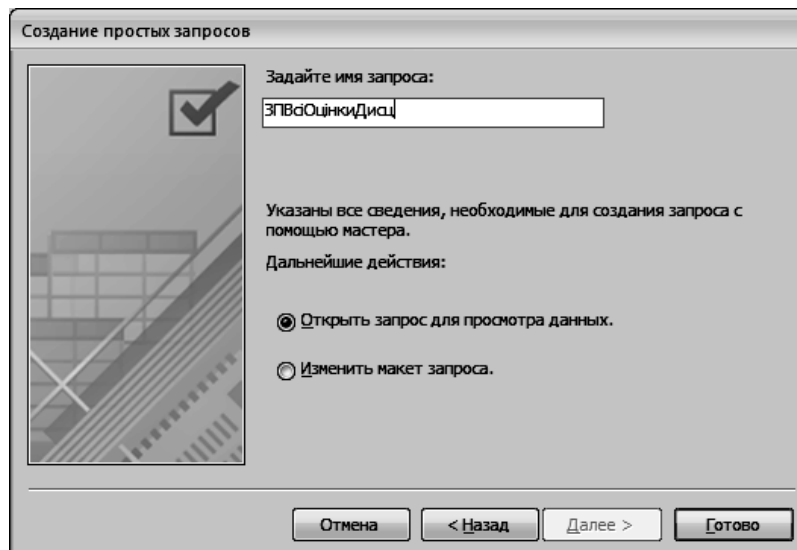 Создание простых запросов
Задайте имя запроса:
ЗПВсіОцінкиДисц
Указаны все сведения, необходимые для создания запроса с
помощью мастера.
Дальнейшие действия:
Открыть запрос для просмотра данных.
Изменить макет запроса.
Отмена
< Назад
Далее >
Готово